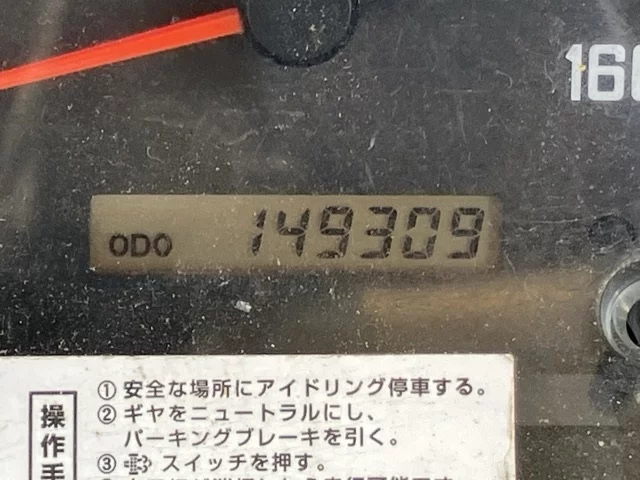 160
ODO 149309
① 安全な場所にアイドリング停車する。
② ギヤをニュートラルにし、
パーキングブレーキを引く。
③ スイッチを押す。
操作手